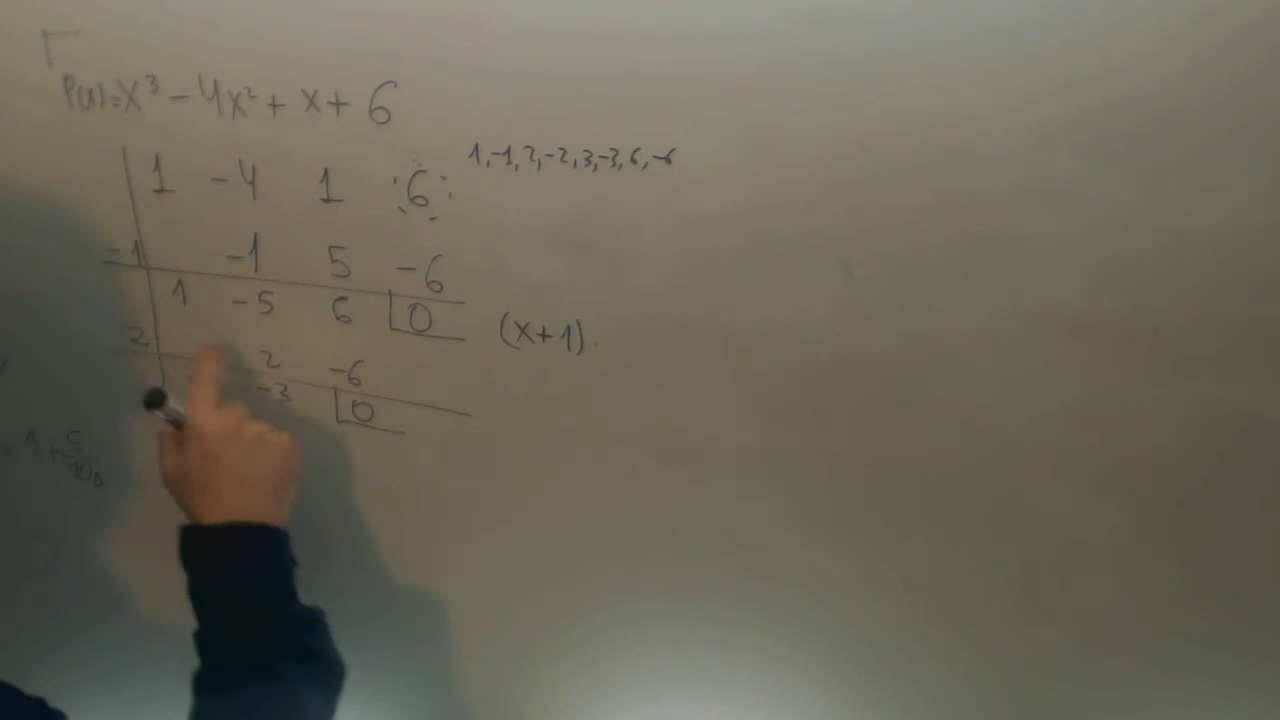 P(x)=x³-4x²+x+6
1,-1,2,-2,3,-3,6,-6
1 -4 1 6
-1 -1 5 -6
1 -5 6 0 (x+1).
2 2 -6
-3 0